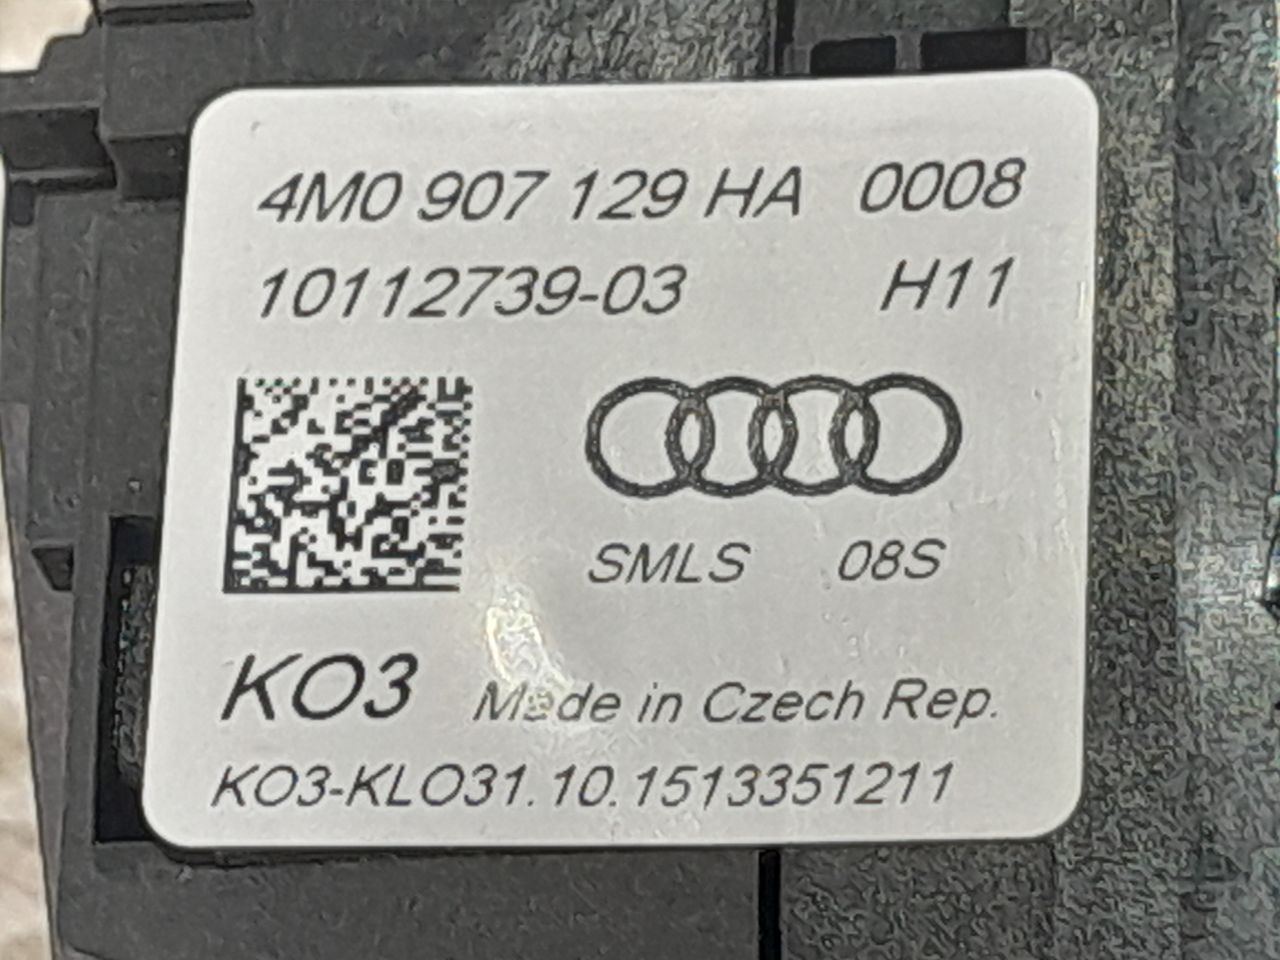 4M0 907 129 HA 0008
10112739-03 H11
SMLS 08S
KO3 Made in Czech Rep.
KO3-KLO31.10.1513351211